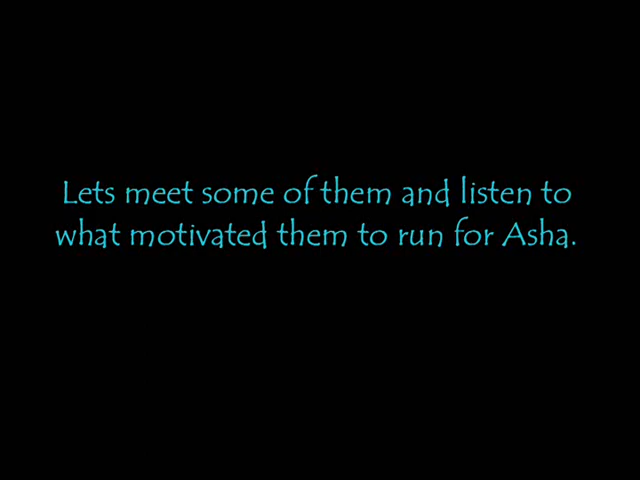 Lets meet some of them and listen to
what motivated them to run for Asha.